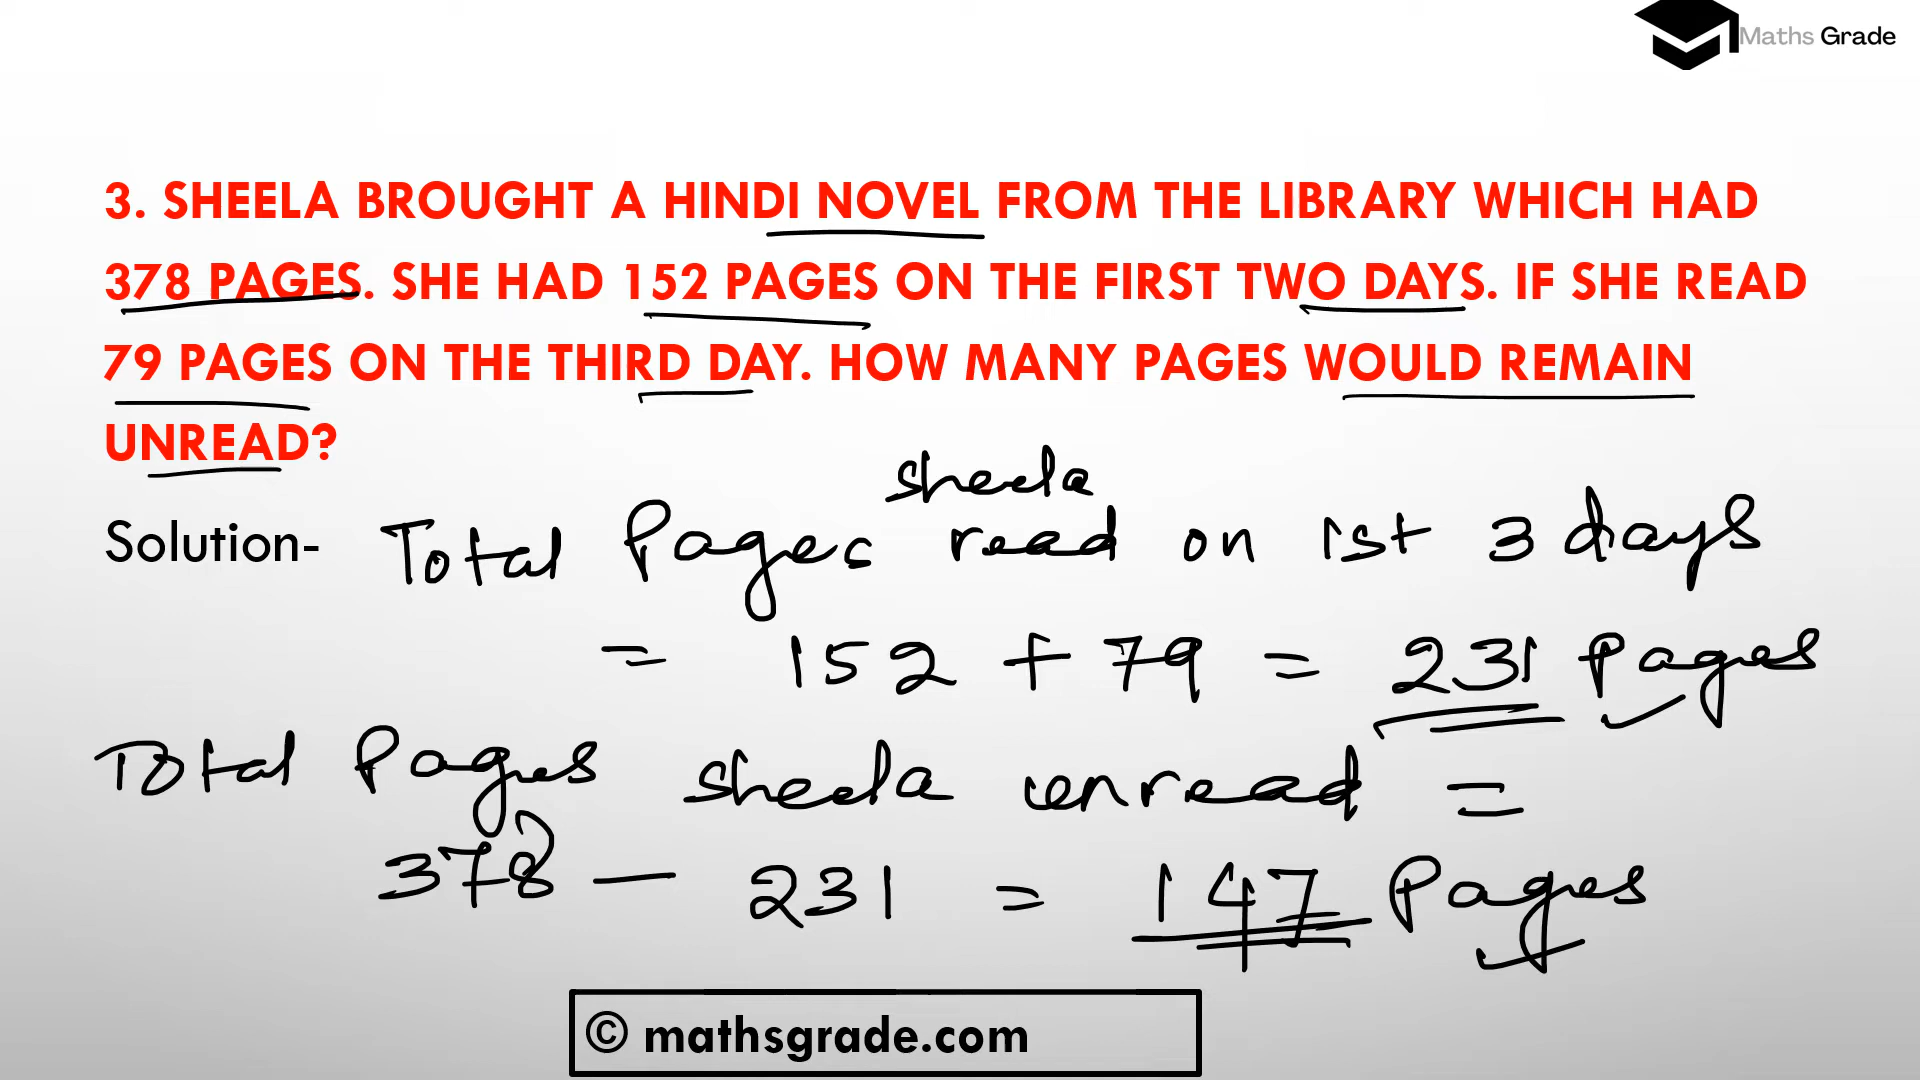 Maths Grade
3. SHEELA BROUGHT A HINDI NOVEL FROM THE LIBRARY WHICH HAD
378 PAGES. SHE HAD 152 PAGES ON THE FIRST TWO DAYS. IF SHE READ
79 PAGES ON THE THIRD DAY. HOW MANY PAGES WOULD REMAIN
UNREAD?
sheela
Solution- Total Pages read on 1st 3 days
= 152 + 79 = 231 Pages
Total Pages sheela unread =
378 — 231 = 147 Pages
© mathsgrade.com